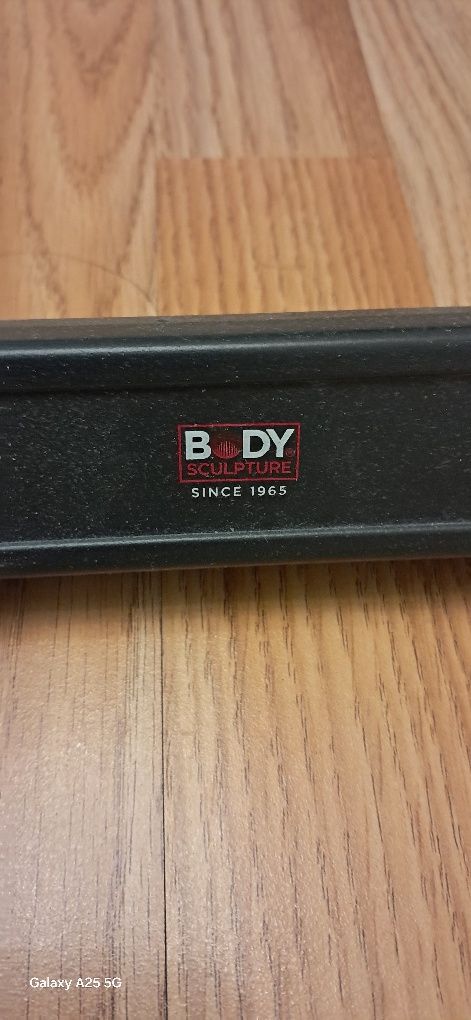 BODY®
SCULPTURE
SINCE 1965
Galaxy A25 5G